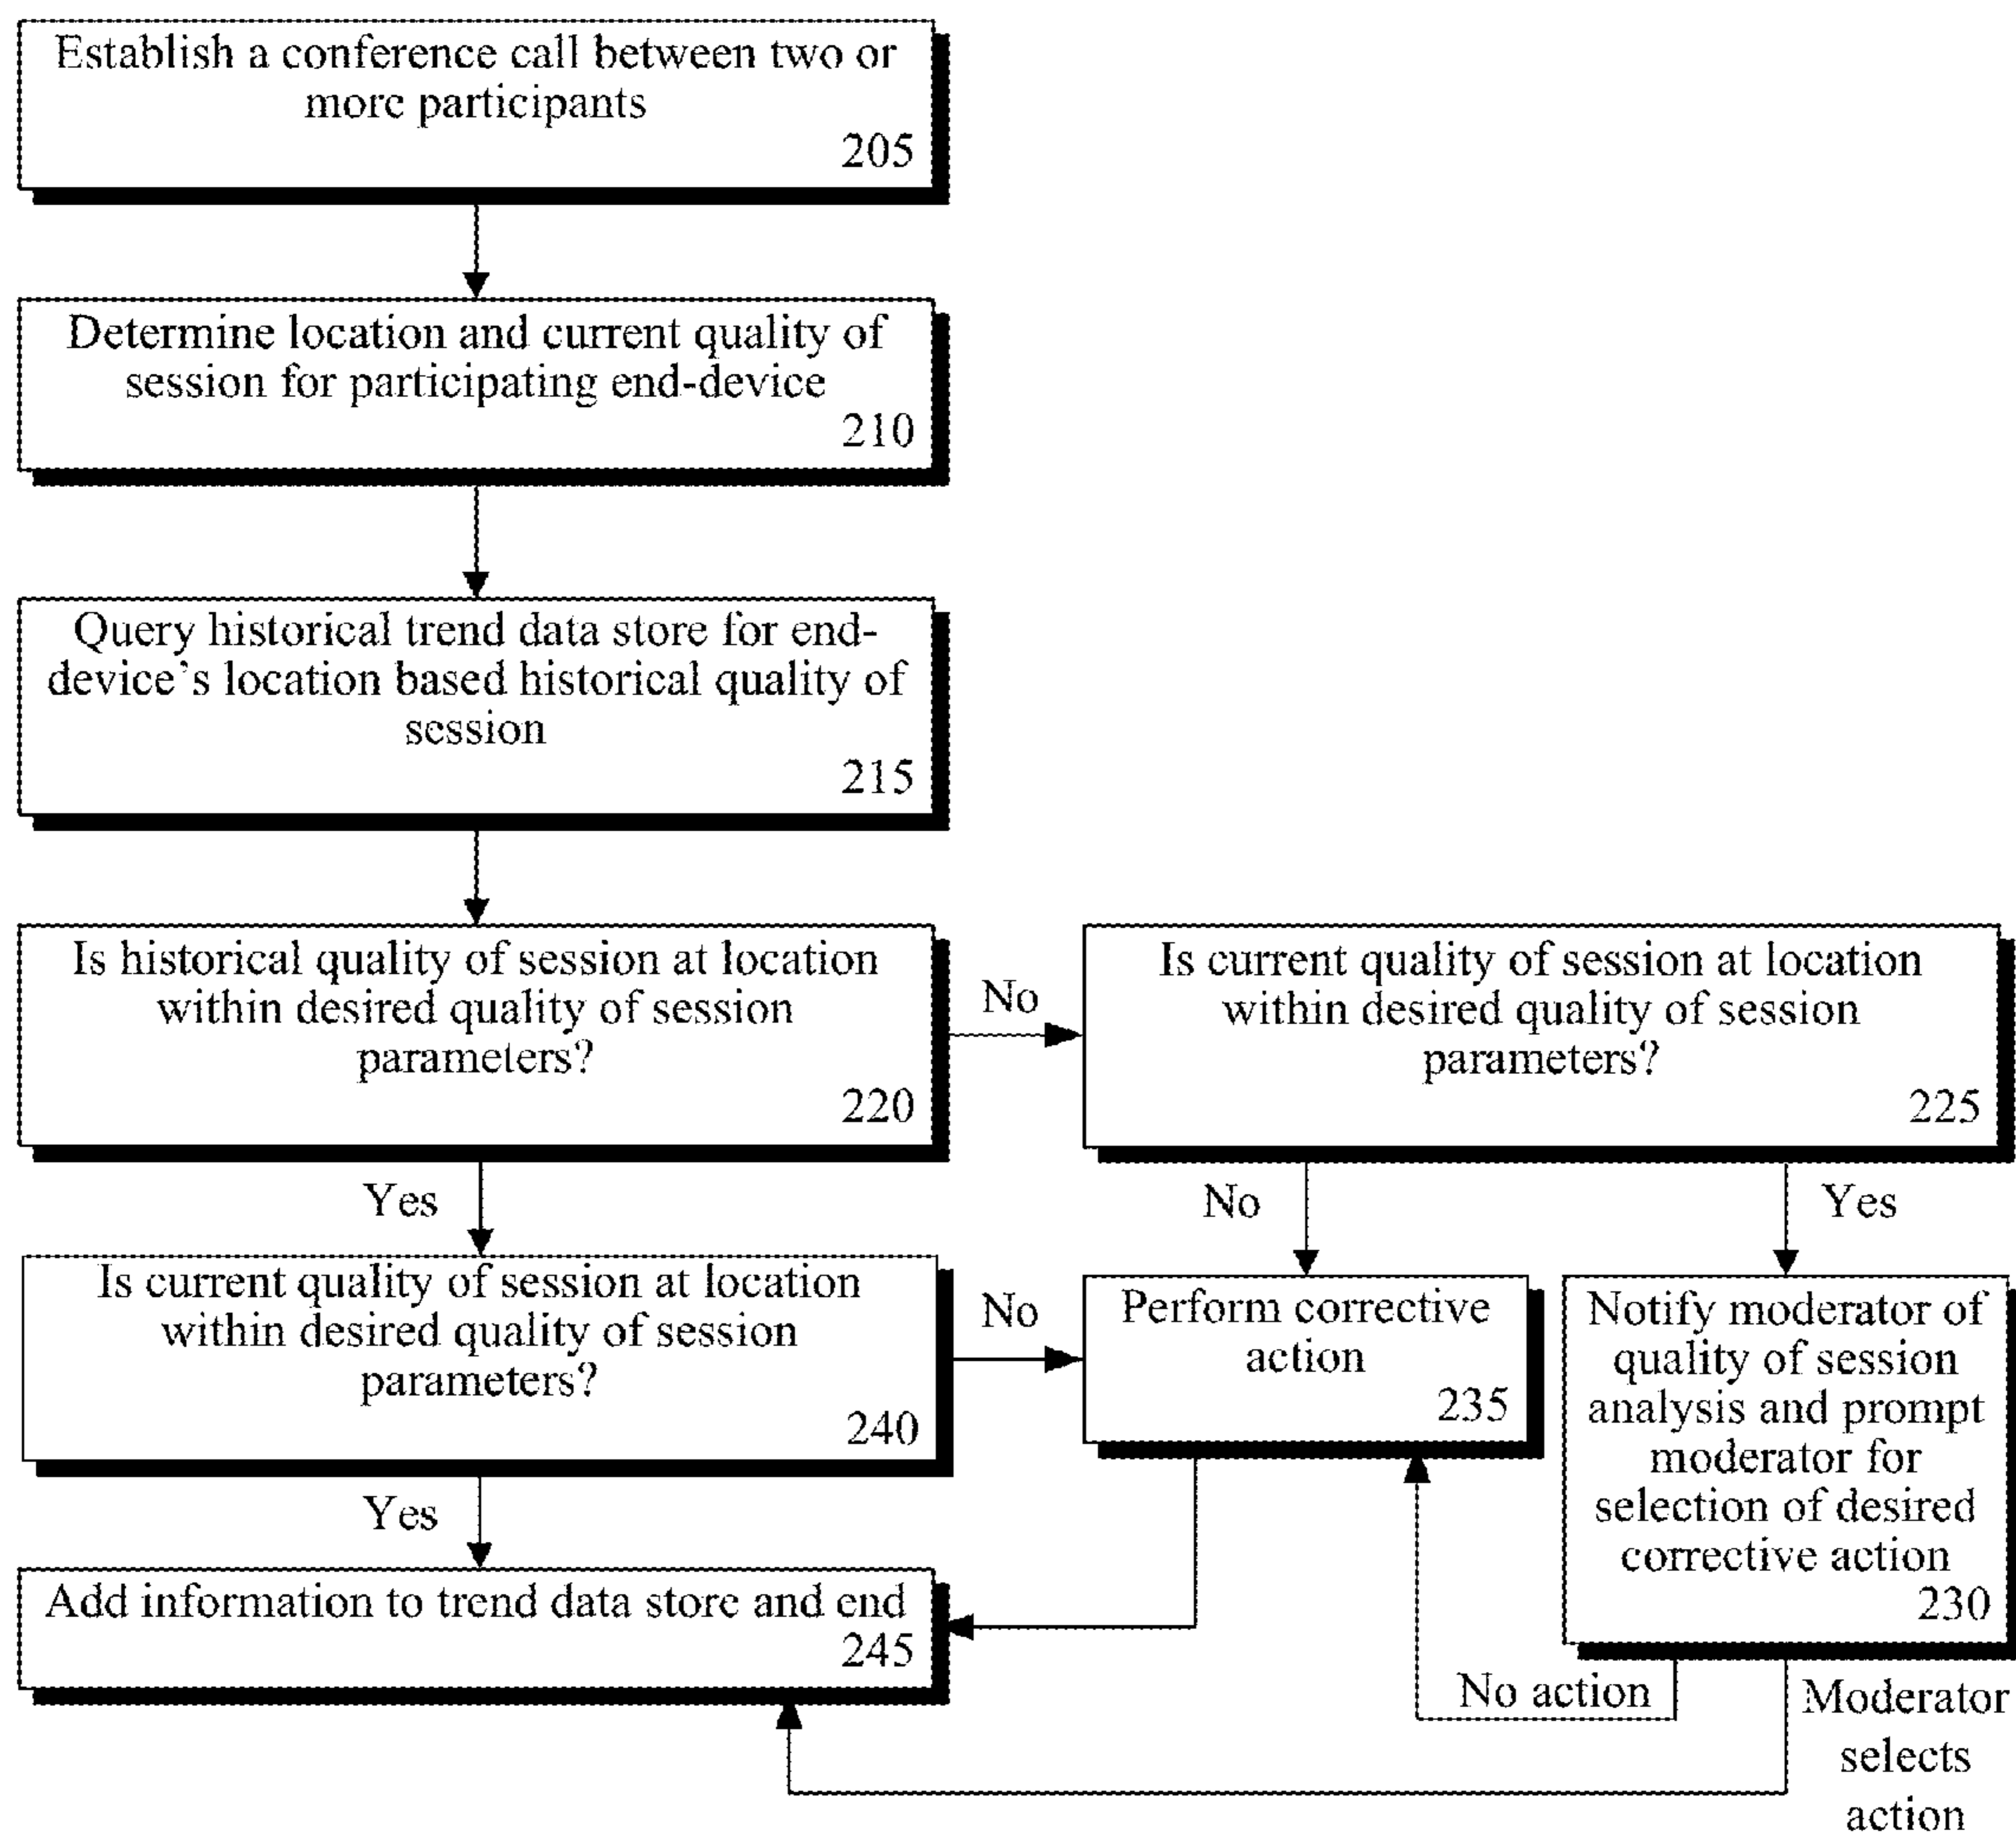 Establish a conference call between two or
more participants
205
Determine location and current quality of
session for participating end-device
210
Query historical trend data store for end-
device's location based historical quality of
session
215
Is historical quality of session at location
within desired quality of session
parameters?
220
No
Is current quality of session at location
within desired quality of session
parameters?
225
Yes
No
Yes
Is current quality of session at location
within desired quality of session
parameters?
240
No
Perform corrective
action
235
Notify moderator of
quality of session
analysis and prompt
moderator for
selection of desired
corrective action
230
Yes
Add information to trend data store and end
245
No action
Moderator
selects
action